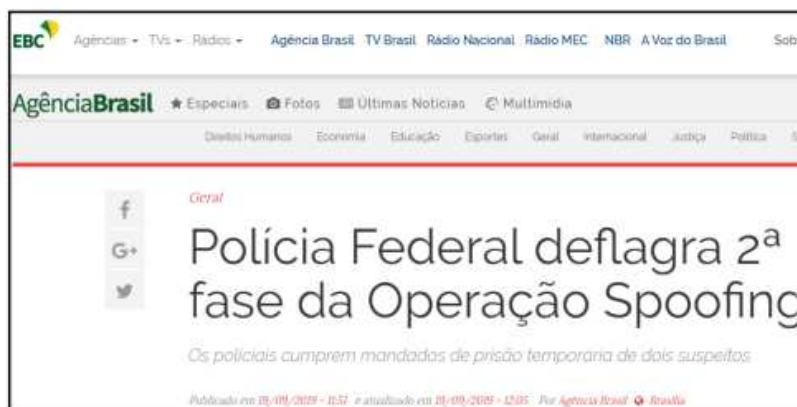 EBC Agências TVs Rádios Agência Brasil TV Brasil Rádio Nacional Rádio MEC NBR A Voz do Brasil Sob
AgênciaBrasil Especiais Fotos Últimas Notícias Multimídia
Direitos Humanos Economia Educação Esportes Geral Internacional Justiça Política
Geral
f
G+
Polícia Federal deflagra 2ª
fase da Operação Spoofing
Os policiais cumprem mandados de prisão temporária de dois suspeitos
Publicado em 19/09/2019 - 11:51 e atualizado em 19/09/2019 - 12:05 Por Agência Brasil Brasília